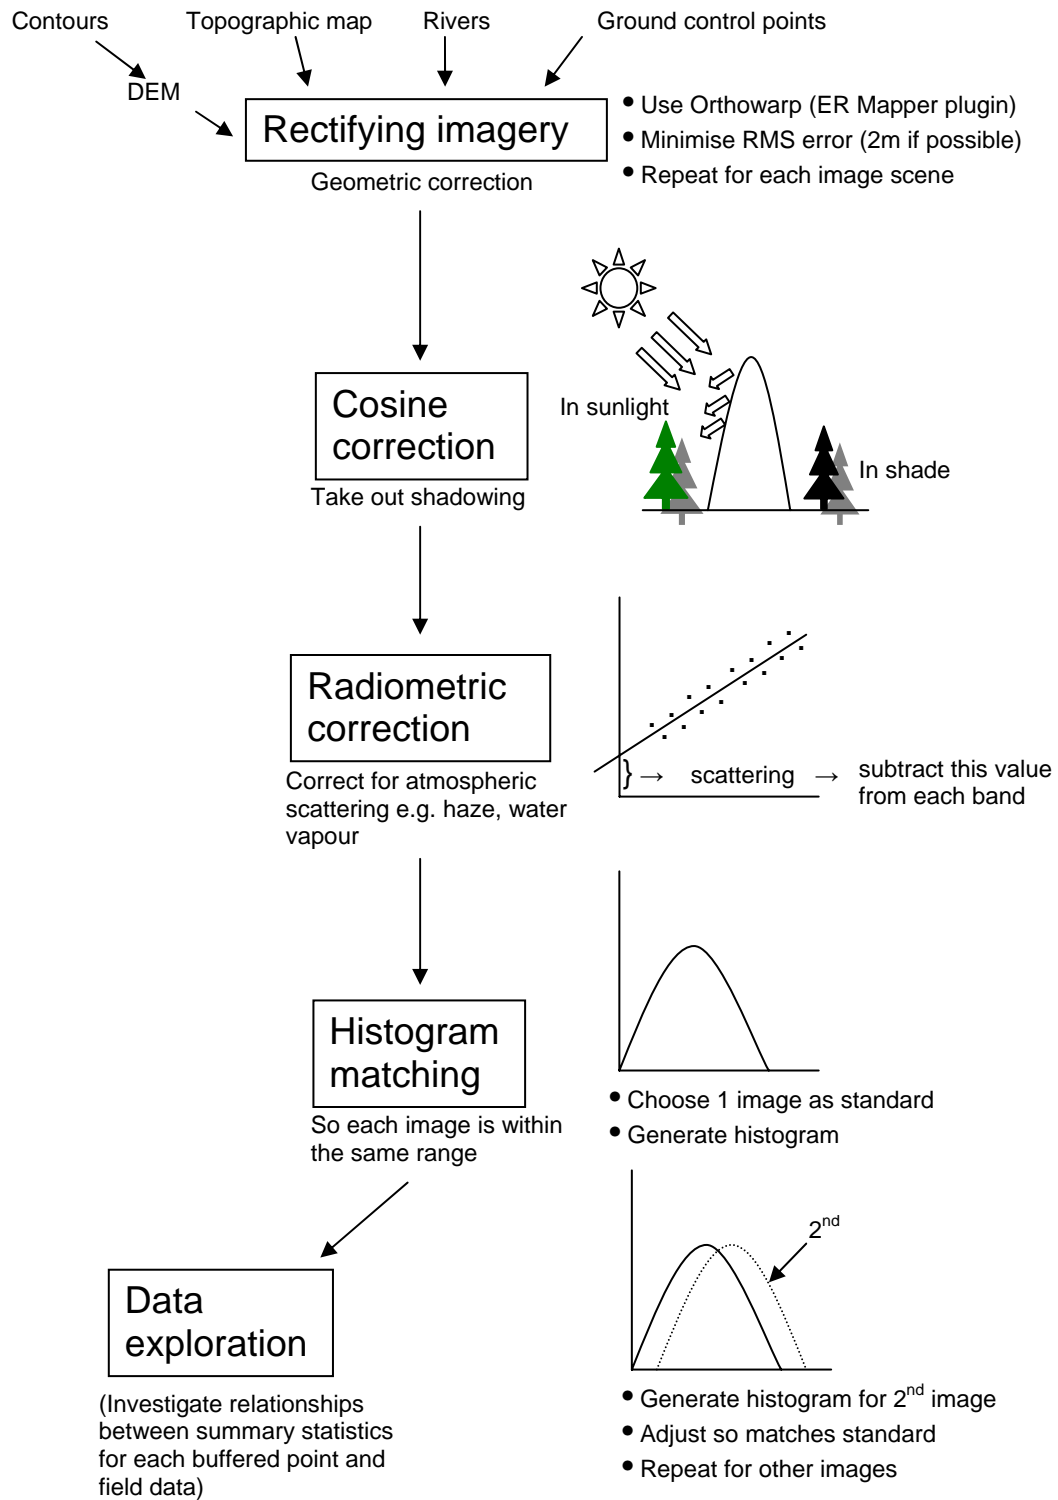 Contours
Topographic map
Rivers
Ground control points
DEM
Rectifying imagery
Geometric correction
• Use Orthowarp (ER Mapper plugin)
• Minimise RMS error (2m if possible)
• Repeat for each image scene
Cosine
correction
Take out shadowing
In sunlight
In shade
Radiometric
correction
Correct for atmospheric
scattering e.g. haze, water
vapour
} → scattering → subtract this value
from each band
Histogram
matching
So each image is within
the same range
• Choose 1 image as standard
• Generate histogram
2nd
Data
exploration
(Investigate relationships
between summary statistics
for each buffered point and
field data)
• Generate histogram for 2nd image
• Adjust so matches standard
• Repeat for other images